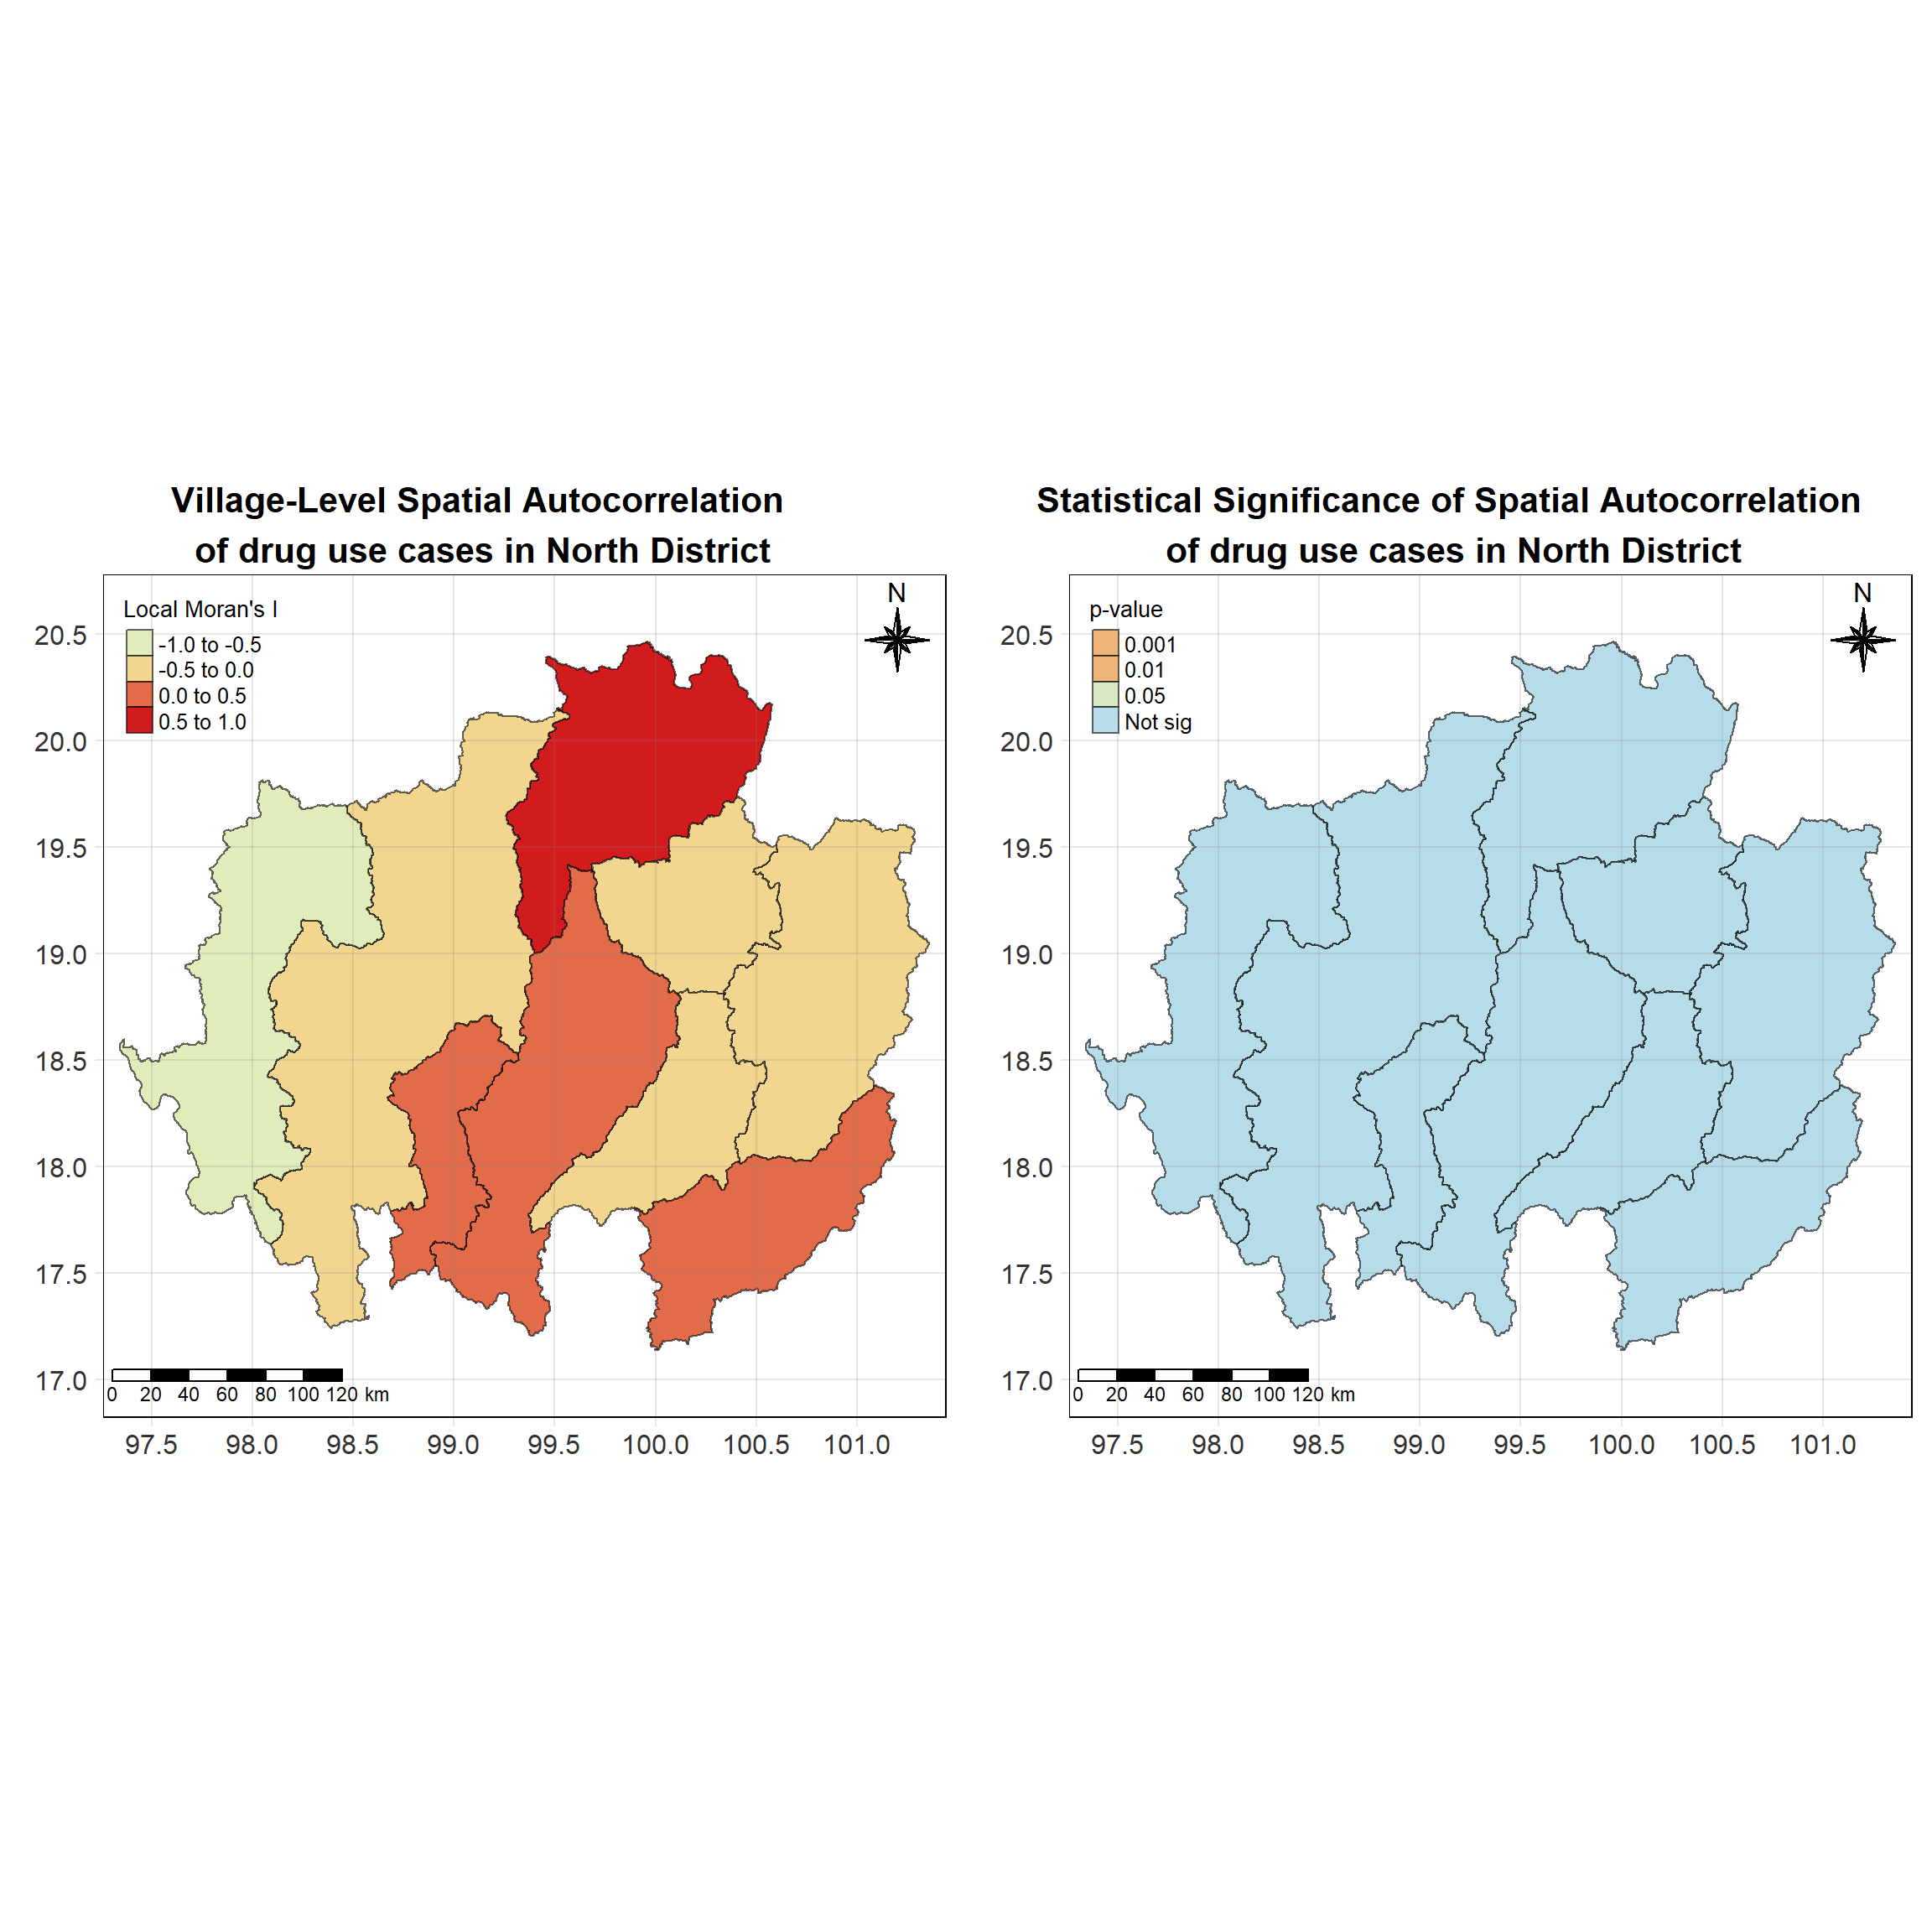 Village-Level Spatial Autocorrelation
of drug use cases in North District
N
Local Moran's I
-1.0 to -0.5
-0.5 to 0.0
0.0 to 0.5
0.5 to 1.0
20.5
20.0
19.5
19.0
18.5
18.0
17.5
17.0
0 20 40 60 80 100 120 km
97.5 98.0 98.5 99.0 99.5 100.0 100.5 101.0
Statistical Significance of Spatial Autocorrelation
of drug use cases in North District
N
p-value
0.001
0.01
0.05
Not sig
20.5
20.0
19.5
19.0
18.5
18.0
17.5
17.0
0 20 40 60 80 100 120 km
97.5 98.0 98.5 99.0 99.5 100.0 100.5 101.0